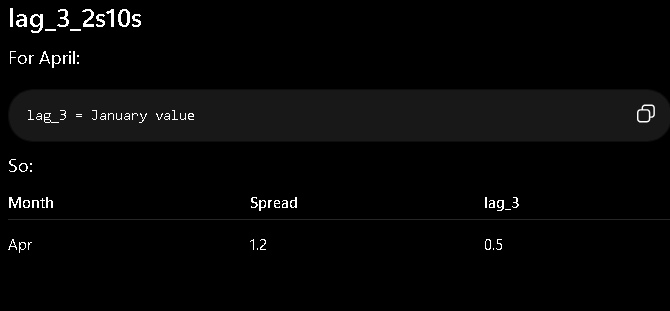 lag_3_2s10s
For April:
lag_3 = January value
So:
Month Spread lag_3
Apr 1.2 0.5